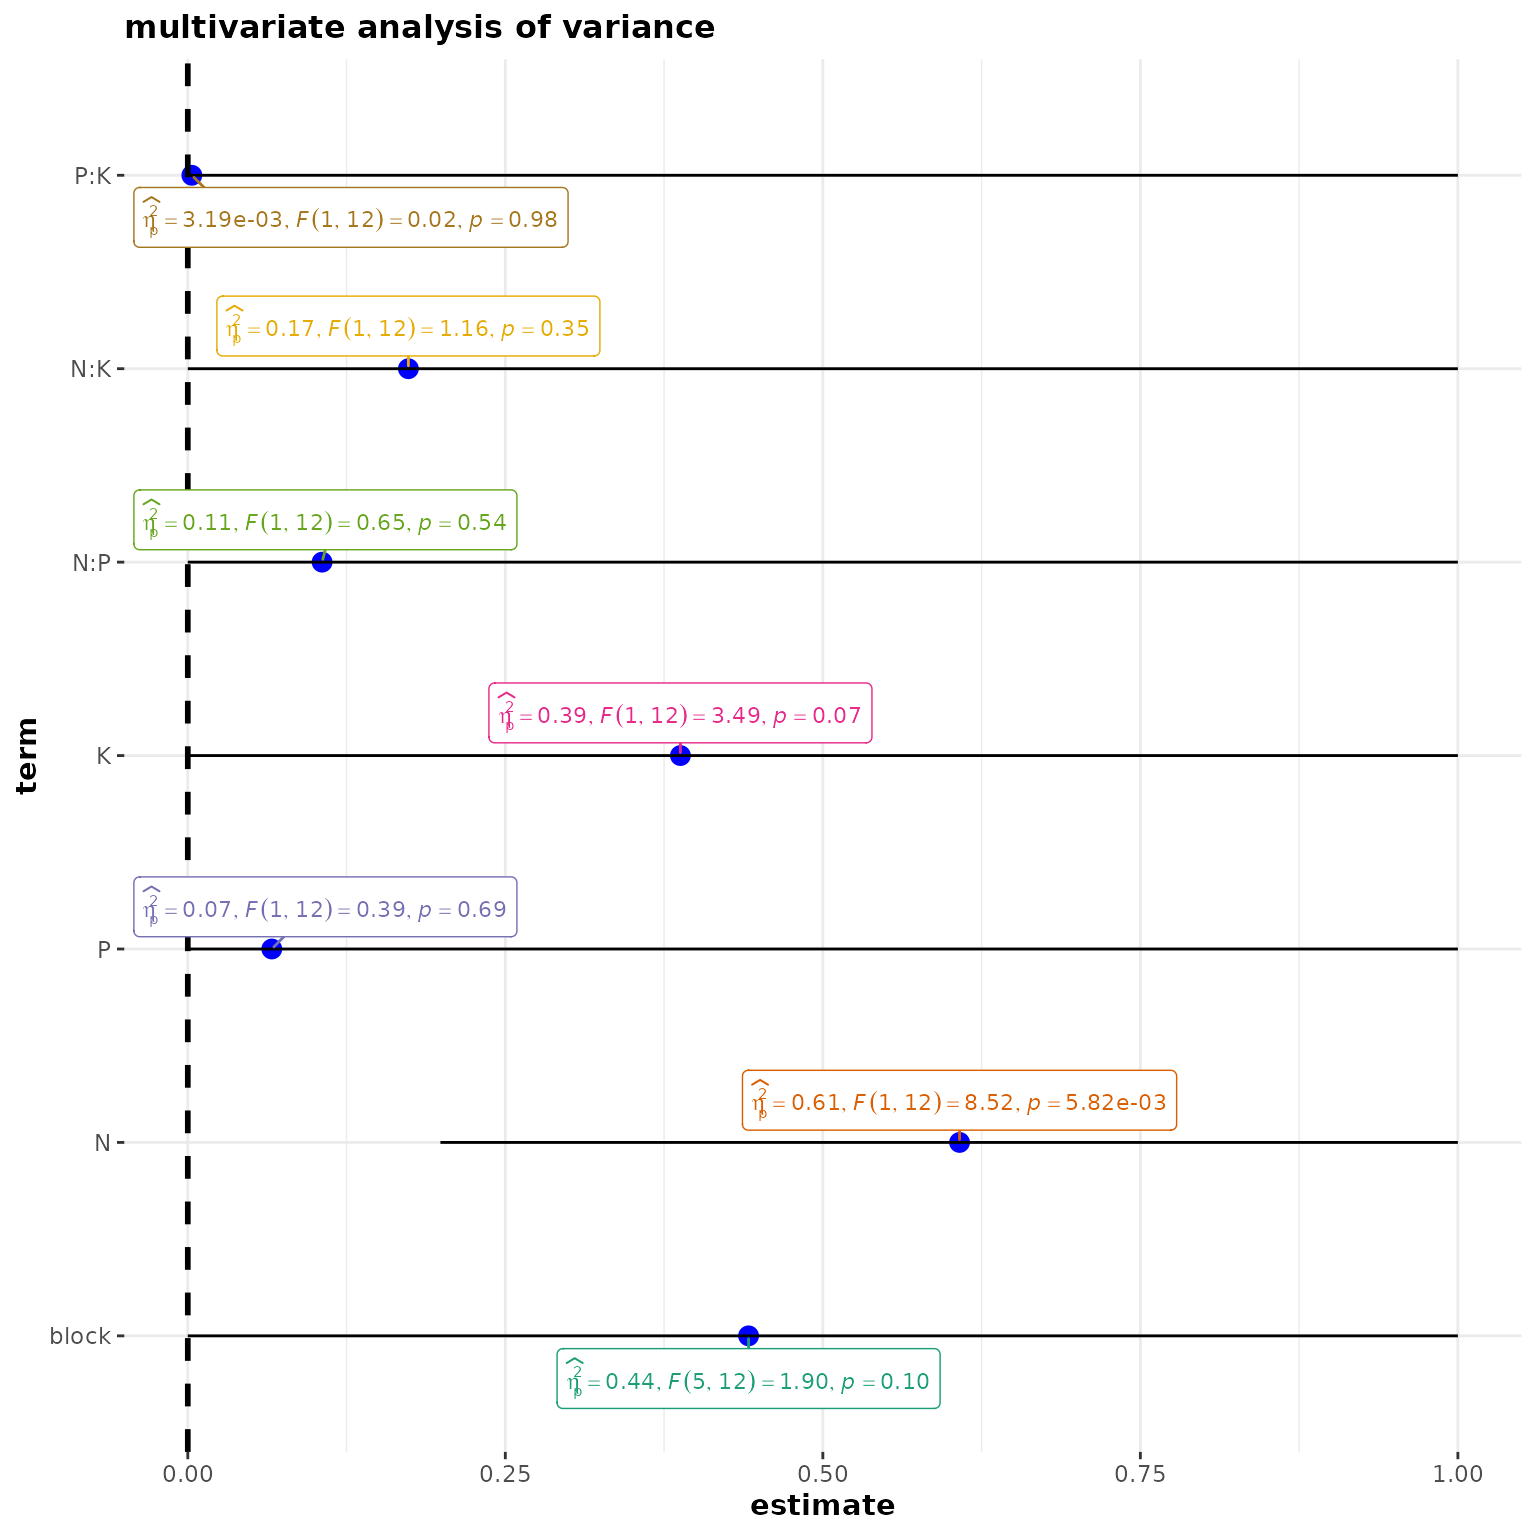 multivariate analysis of variance
P:K
η̂²ₚ = 3.19e-03, F(1, 12) = 0.02, p = 0.98
η̂²ₚ = 0.17, F(1, 12) = 1.16, p = 0.35
N:K
η̂²ₚ = 0.11, F(1, 12) = 0.65, p = 0.54
N:P
η̂²ₚ = 0.39, F(1, 12) = 3.49, p = 0.07
K
term
η̂²ₚ = 0.07, F(1, 12) = 0.39, p = 0.69
P
η̂²ₚ = 0.61, F(1, 12) = 8.52, p = 5.82e-03
N
block
η̂²ₚ = 0.44, F(5, 12) = 1.90, p = 0.10
0.00 0.25 0.50 0.75 1.00
estimate